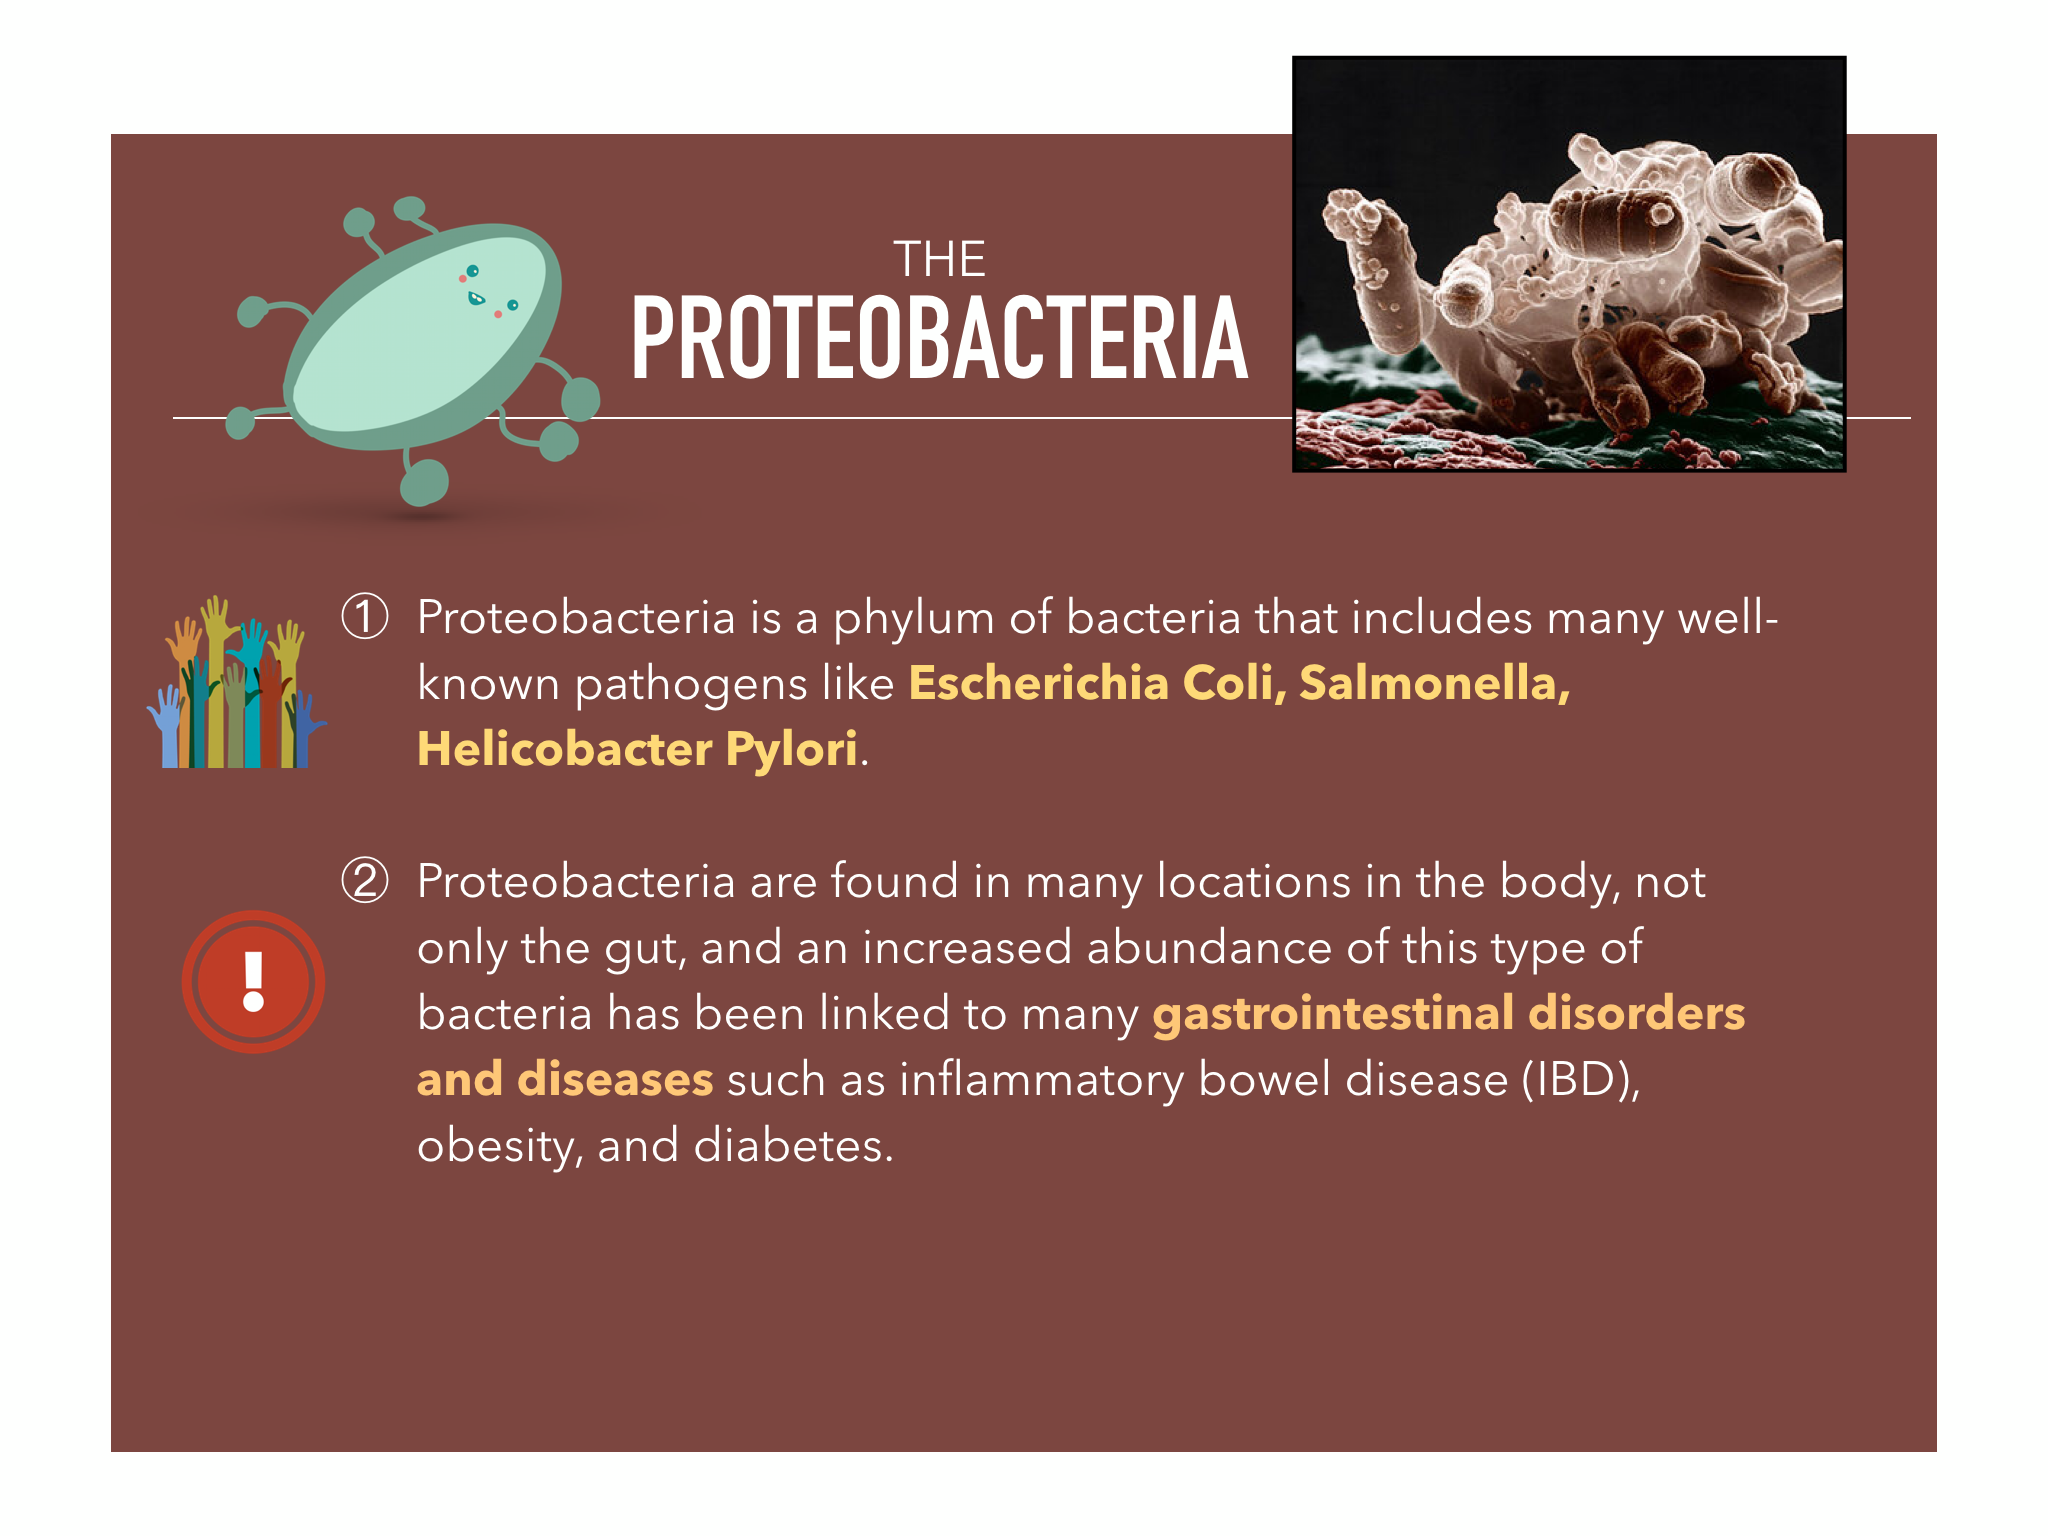 THE
PROTEOBACTERIA
① Proteobacteria is a phylum of bacteria that includes many well-
known pathogens like Escherichia Coli, Salmonella,
Helicobacter Pylori.
② Proteobacteria are found in many locations in the body, not
only the gut, and an increased abundance of this type of
bacteria has been linked to many gastrointestinal disorders
and diseases such as inflammatory bowel disease (IBD),
obesity, and diabetes.
!